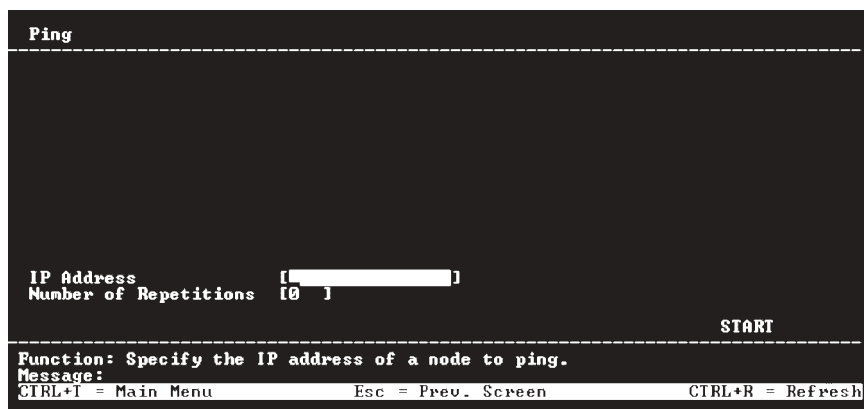 Ping
IP Address [ ]
Number of Repetitions [0 ]
START
Function: Specify the IP address of a node to ping.
Message:
CTRL+T = Main Menu Esc = Prev. Screen CTRL+R = Refresh